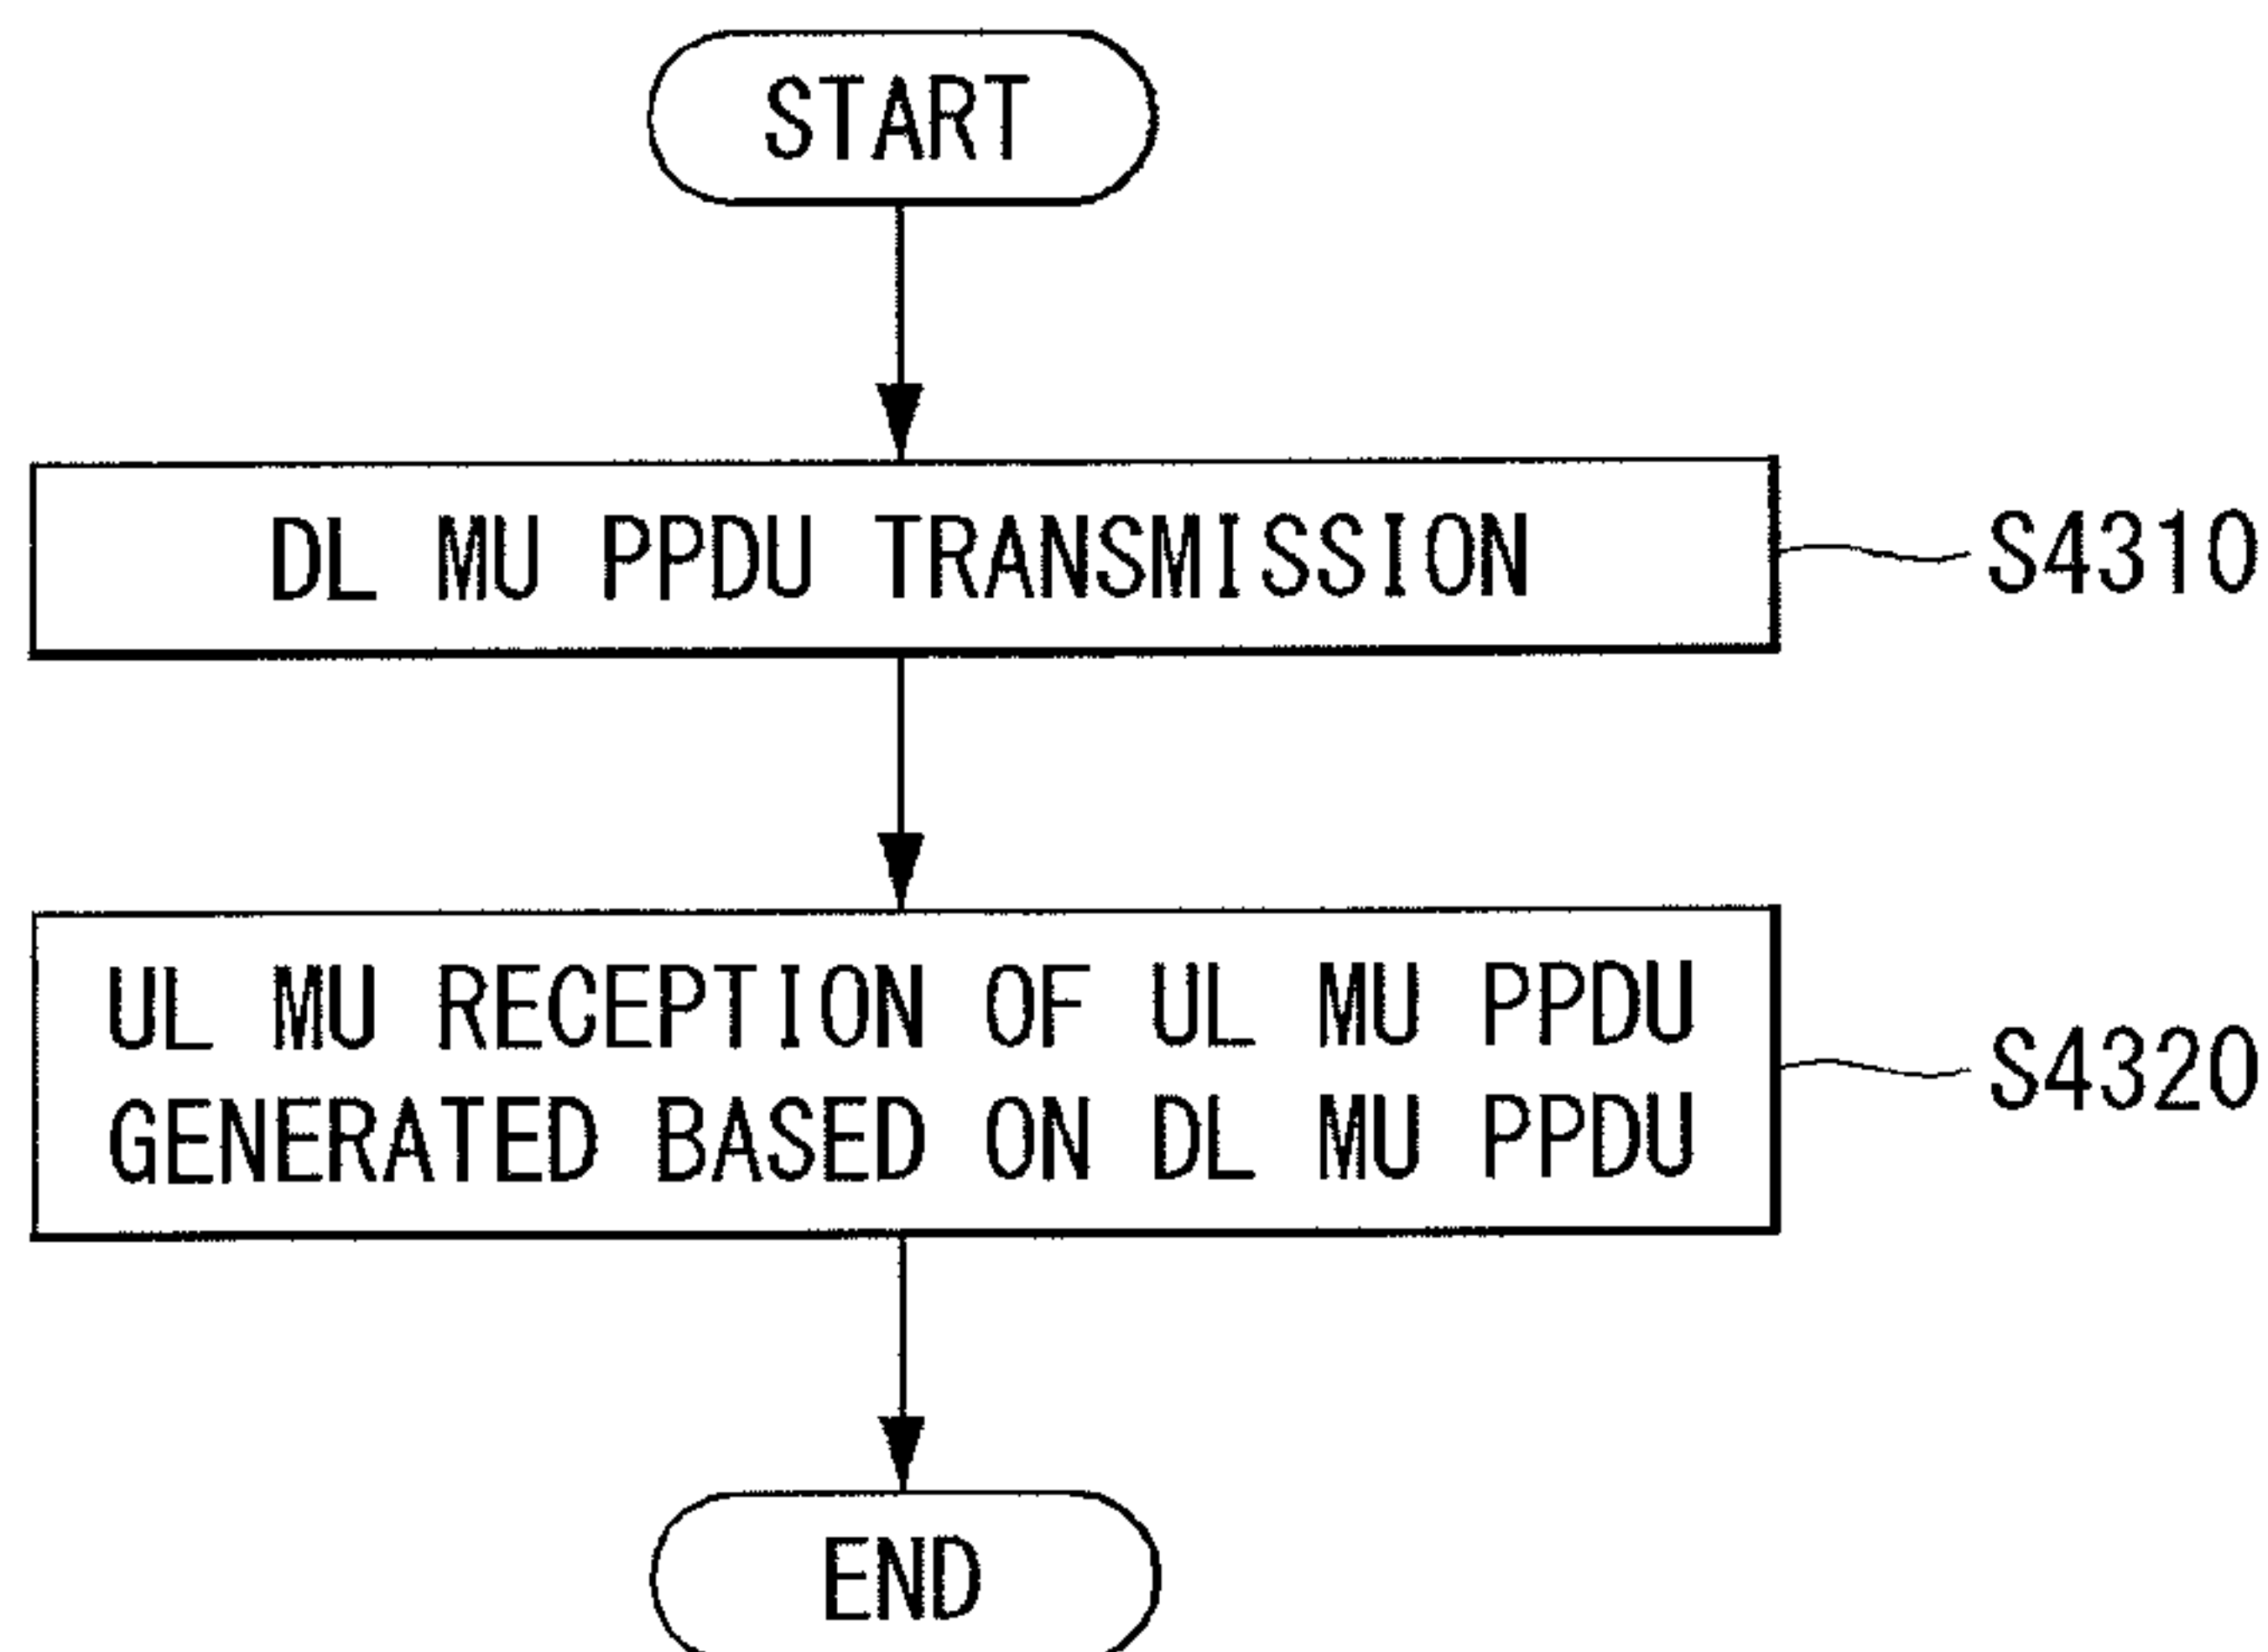 START
DL MU PPDU TRANSMISSION
S4310
UL MU RECEPTION OF UL MU PPDU
GENERATED BASED ON DL MU PPDU
S4320
END